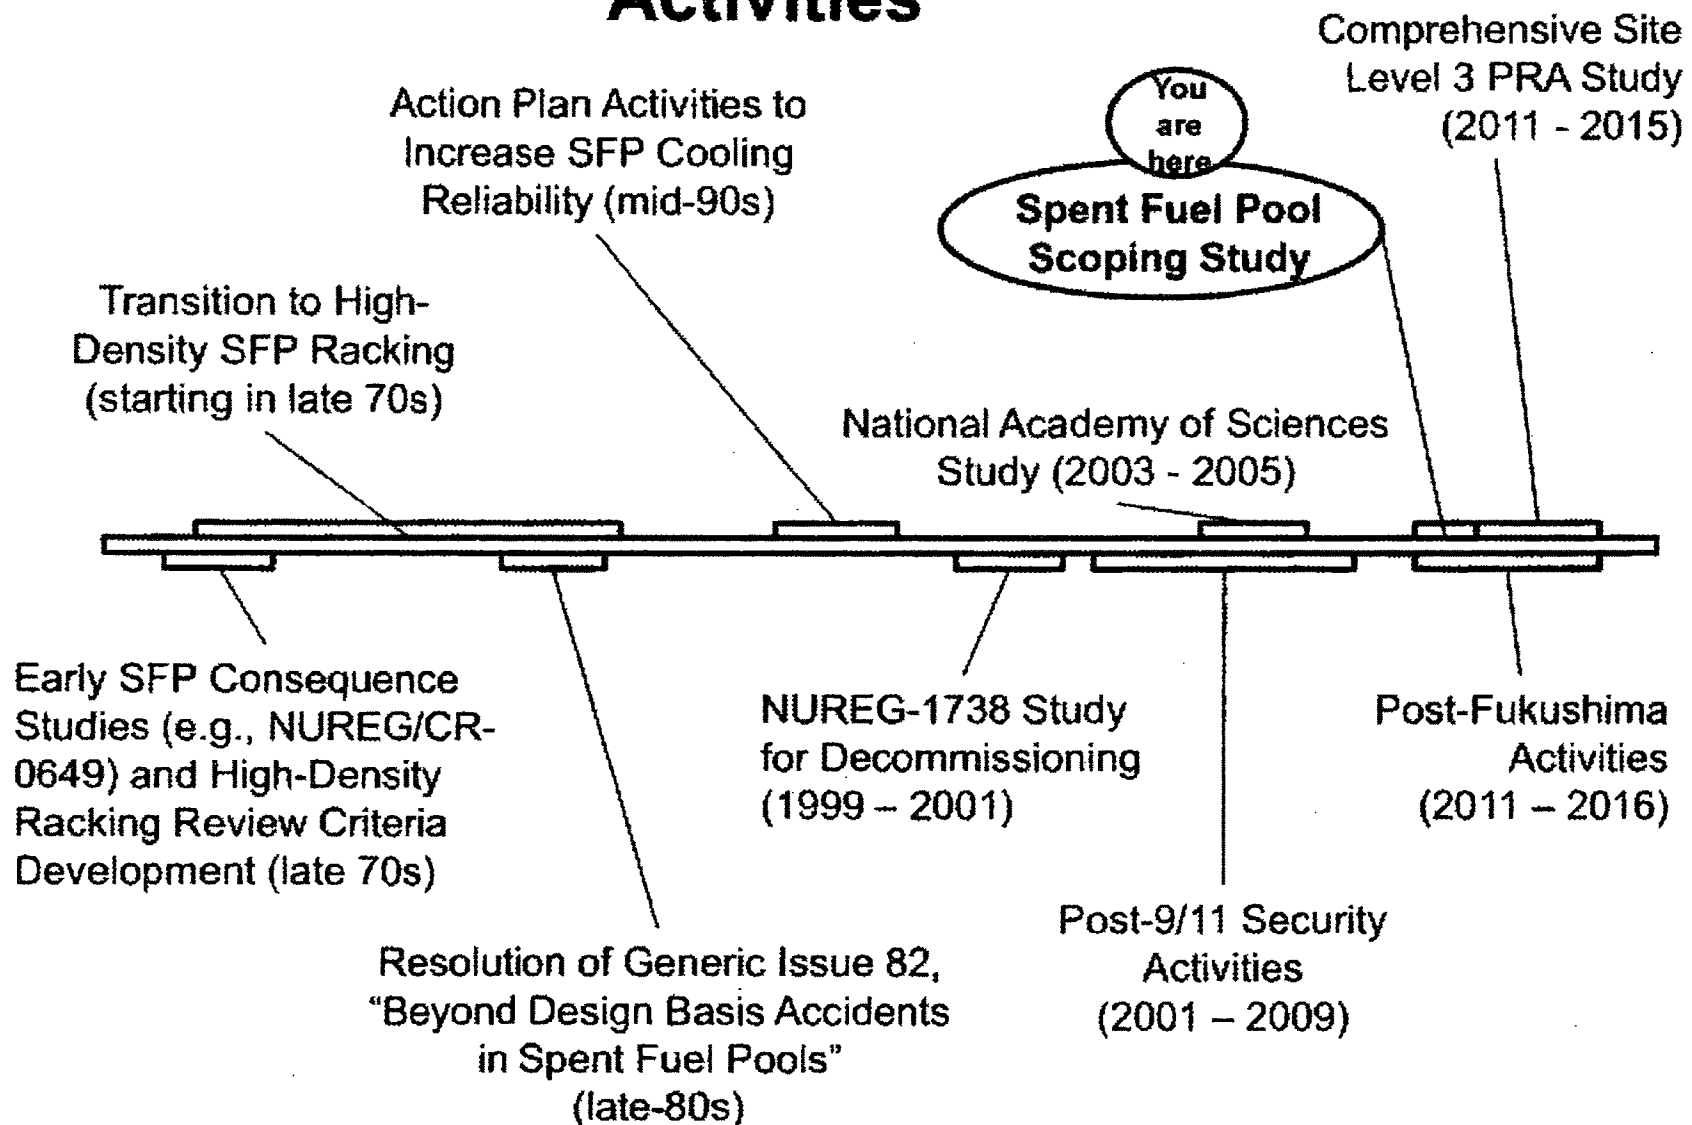 Activities
Comprehensive Site
Level 3 PRA Study
(2011 - 2015)
You
are
here
Action Plan Activities to
Increase SFP Cooling
Reliability (mid-90s)
Spent Fuel Pool
Scoping Study
Transition to High-
Density SFP Racking
(starting in late 70s)
National Academy of Sciences
Study (2003 - 2005)
Early SFP Consequence
Studies (e.g., NUREG/CR-
0649) and High-Density
Racking Review Criteria
Development (late 70s)
NUREG-1738 Study
for Decommissioning
(1999 – 2001)
Post-Fukushima
Activities
(2011 – 2016)
Resolution of Generic Issue 82,
“Beyond Design Basis Accidents
in Spent Fuel Pools”
(late-80s)
Post-9/11 Security
Activities
(2001 – 2009)